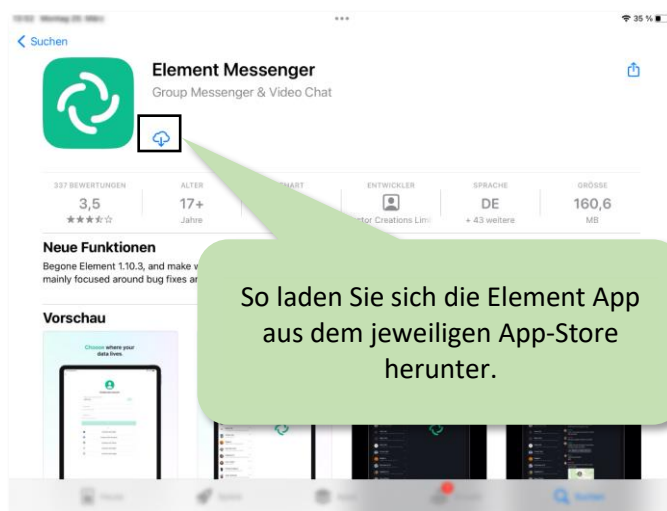 35 %
Suchen
Element Messenger
Group Messenger & Video Chat
337 BEWERTUNGEN
ALTER
ENTWICKLER
SPRACHE
GRÖSSE
3,5
17+
DE
160,6
Jahre
Creations
+ 43 weitere
MB
Neue Funktionen
Begone Element 1.10.3, and make
mainly focused around bug fixes
Vorschau
Choose where your
data lives.
So laden Sie sich die Element App
aus dem jeweiligen App-Store
herunter.
Suchen